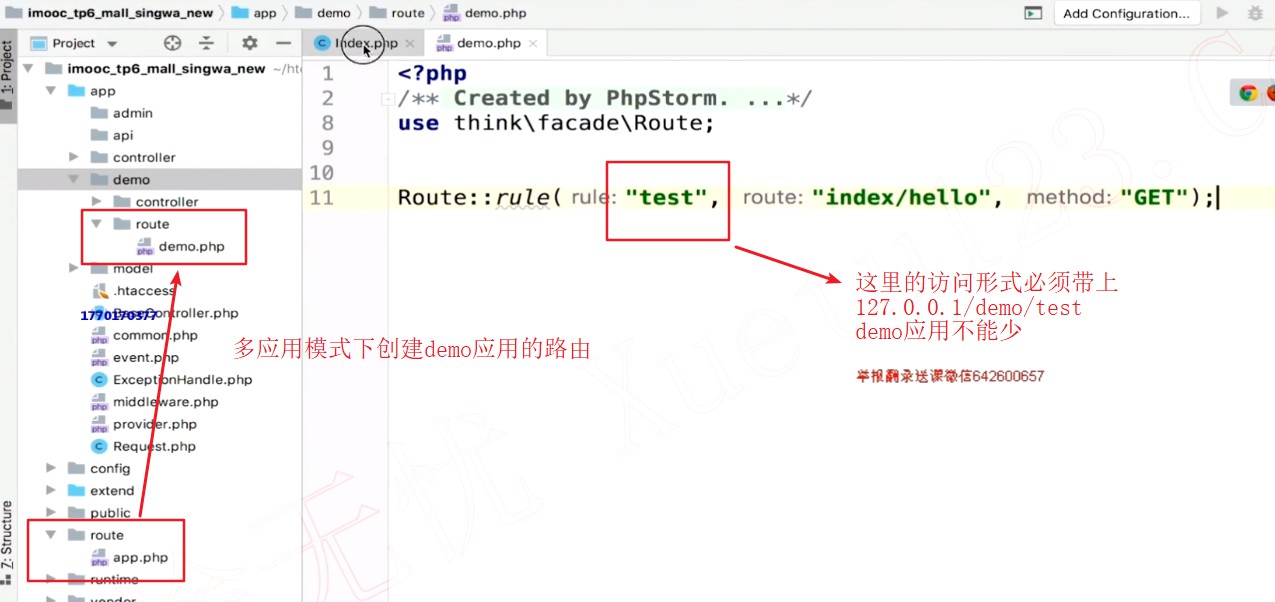 imooc_tp6_mall_singwa_new app demo route demo.php Add Configuration...
1: Project
Project
Index.php demo.php
imooc_tp6_mall_singwa_new ~/htc
app
admin
api
controller
demo
controller
route
demo.php
model
.htaccess
BaseController.php
1770170377
common.php
event.php
ExceptionHandle.php
middleware.php
provider.php
Request.php
config
extend
public
route
app.php
runtime
vendor
7: Structure
1 <?php
2 /** Created by PhpStorm. ...*/
8 use think\facade\Route;
9
10
11 Route::rule( rule: "test", route: "index/hello", method: "GET");
多应用模式下创建demo应用的路由
这里的访问形式必须带上
127.0.0.1/demo/test
demo应用不能少
举报翻录送课微信642600657